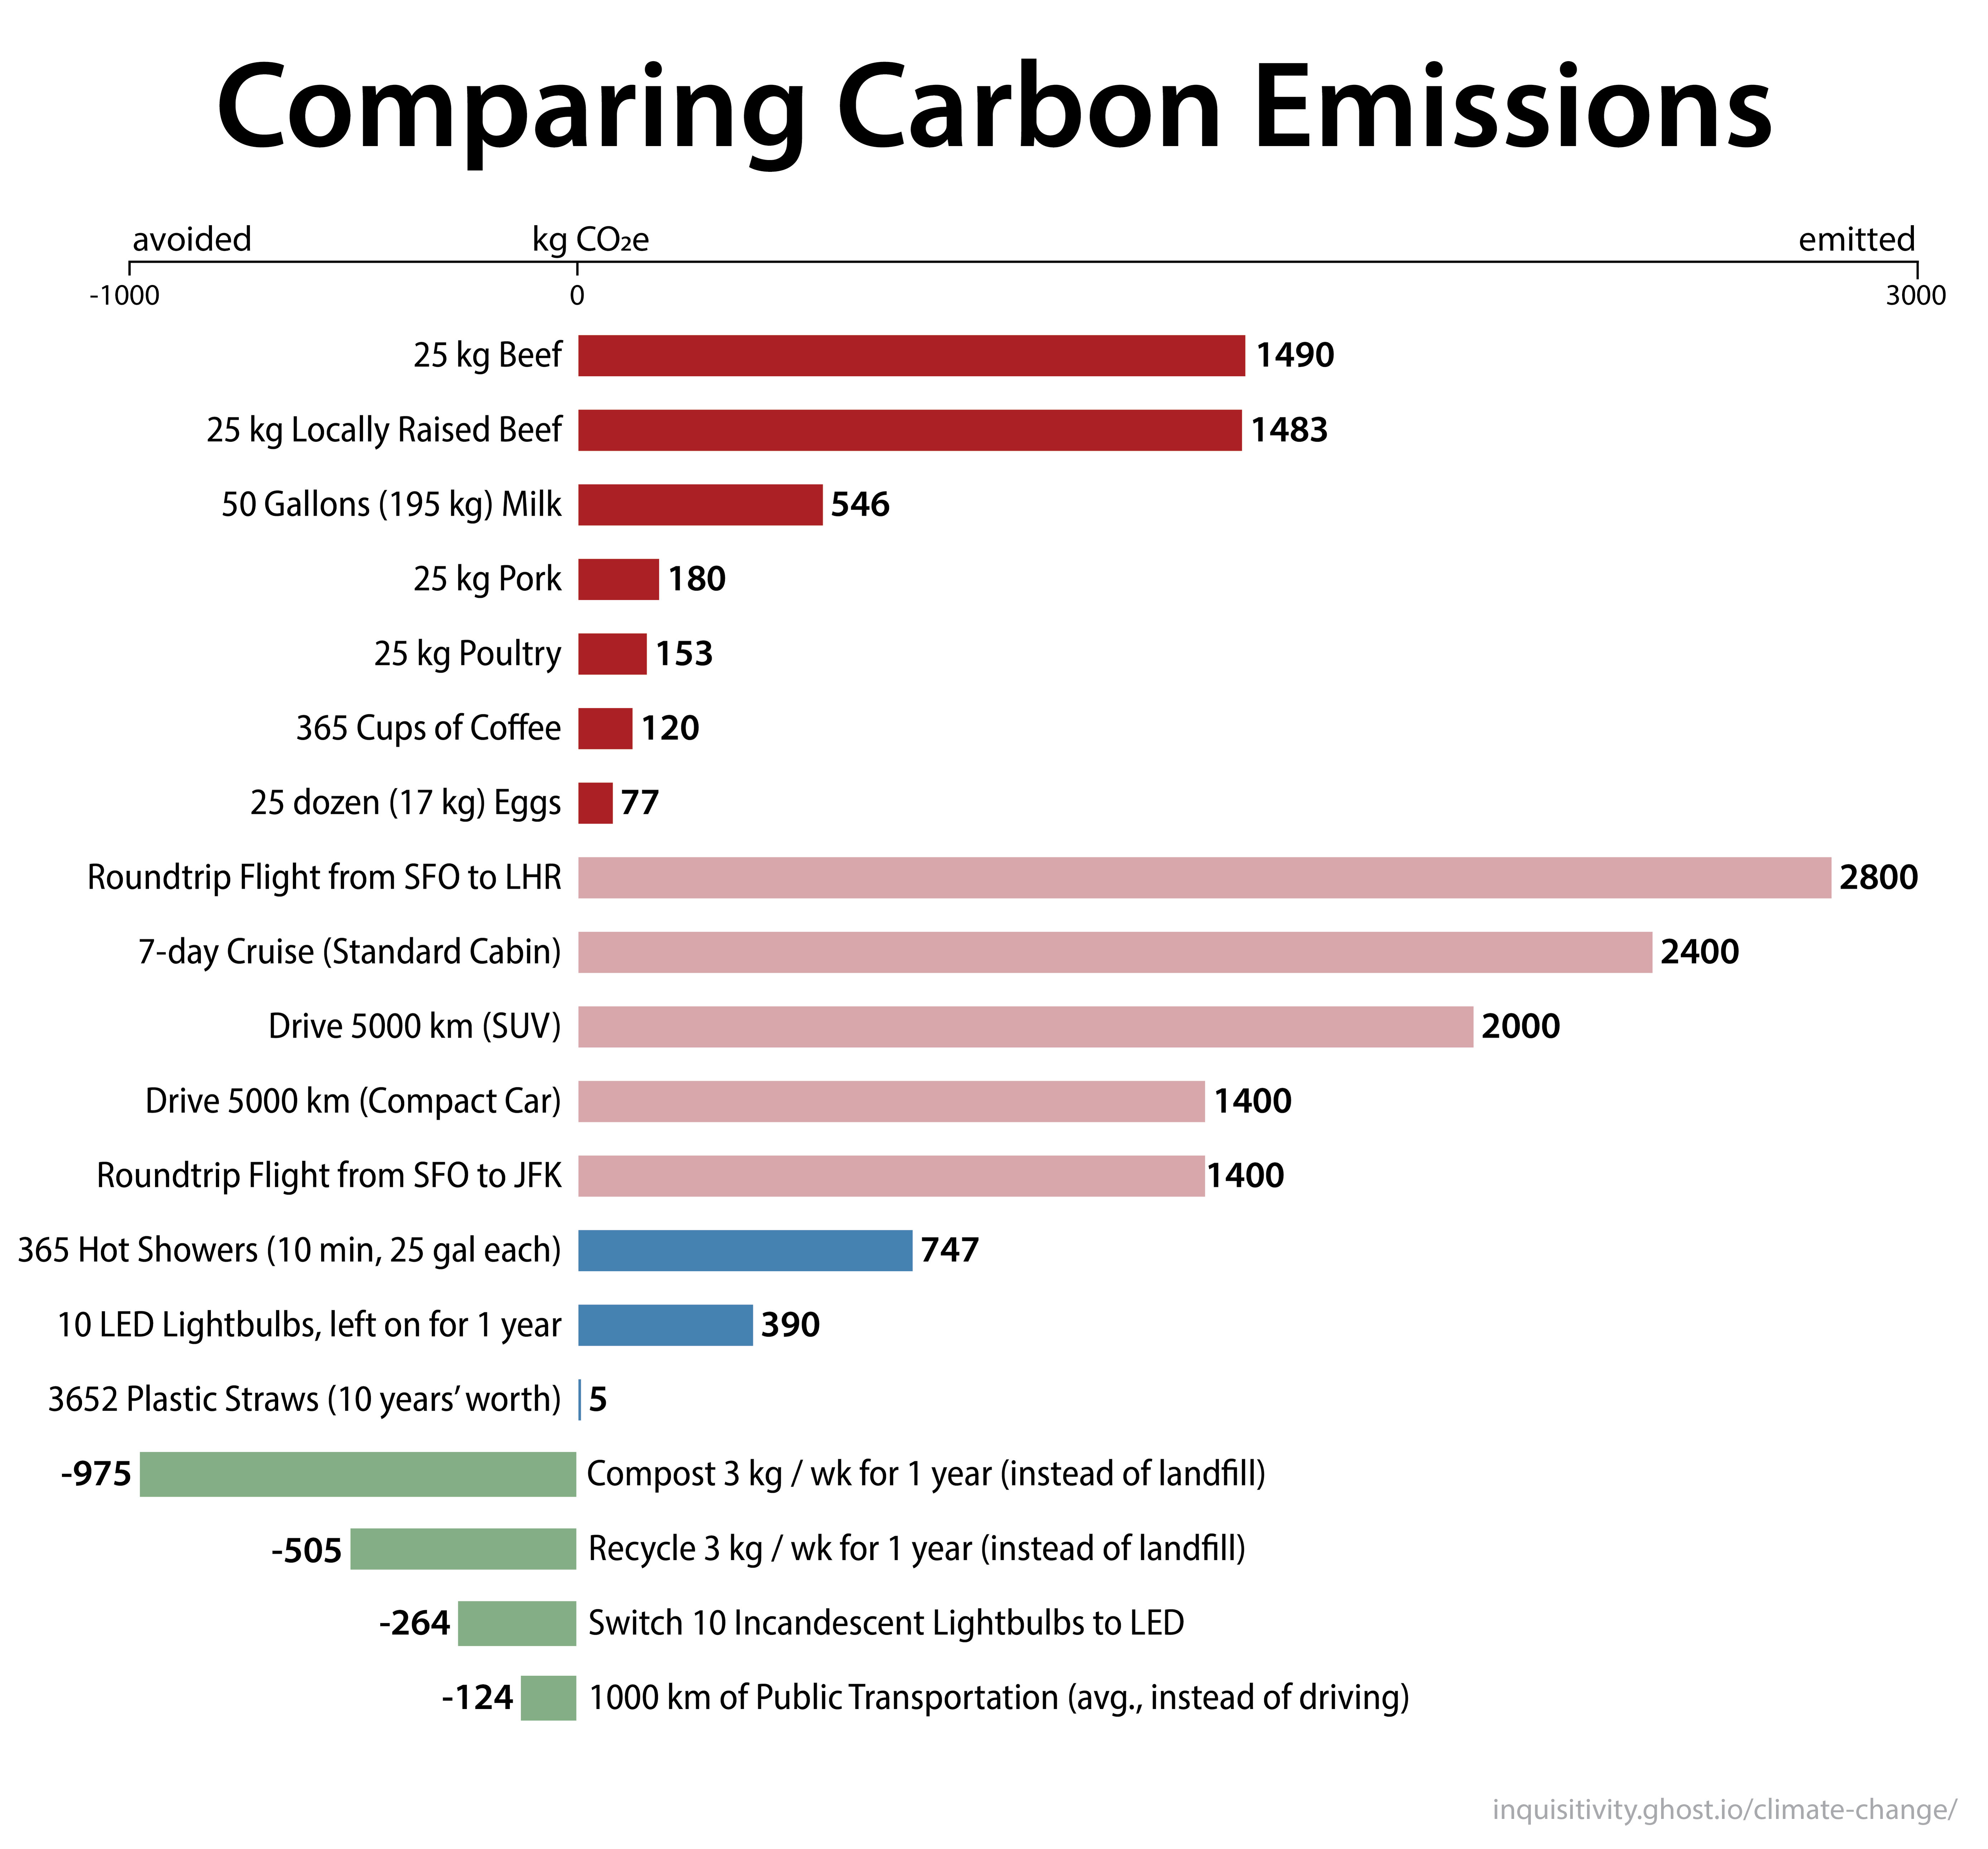 Comparing Carbon Emissions
avoided kg CO₂e emitted
-1000 0 3000
25 kg Beef 1490
25 kg Locally Raised Beef 1483
50 Gallons (195 kg) Milk 546
25 kg Pork 180
25 kg Poultry 153
365 Cups of Coffee 120
25 dozen (17 kg) Eggs 77
Roundtrip Flight from SFO to LHR 2800
7-day Cruise (Standard Cabin) 2400
Drive 5000 km (SUV) 2000
Drive 5000 km (Compact Car) 1400
Roundtrip Flight from SFO to JFK 1400
365 Hot Showers (10 min, 25 gal each) 747
10 LED Lightbulbs, left on for 1 year 390
3652 Plastic Straws (10 years’ worth) 5
-975 Compost 3 kg / wk for 1 year (instead of landfill)
-505 Recycle 3 kg / wk for 1 year (instead of landfill)
-264 Switch 10 Incandescent Lightbulbs to LED
-124 1000 km of Public Transportation (avg., instead of driving)
inquisitivity.ghost.io/climate-change/